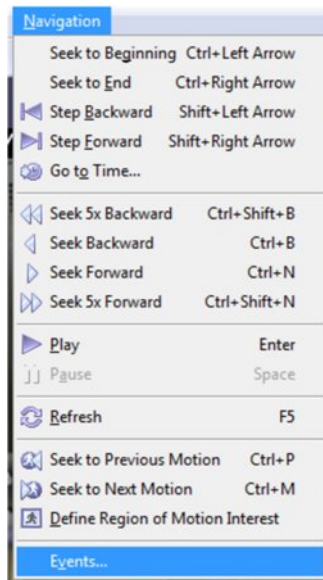 Navigation
Seek to Beginning Ctrl+Left Arrow
Seek to End Ctrl+Right Arrow
Step Backward Shift+Left Arrow
Step Forward Shift+Right Arrow
Go to Time...
Seek 5x Backward Ctrl+Shift+B
Seek Backward Ctrl+B
Seek Forward Ctrl+N
Seek 5x Forward Ctrl+Shift+N
Play Enter
Pause Space
Refresh F5
Seek to Previous Motion Ctrl+P
Seek to Next Motion Ctrl+M
Define Region of Motion Interest
Events...